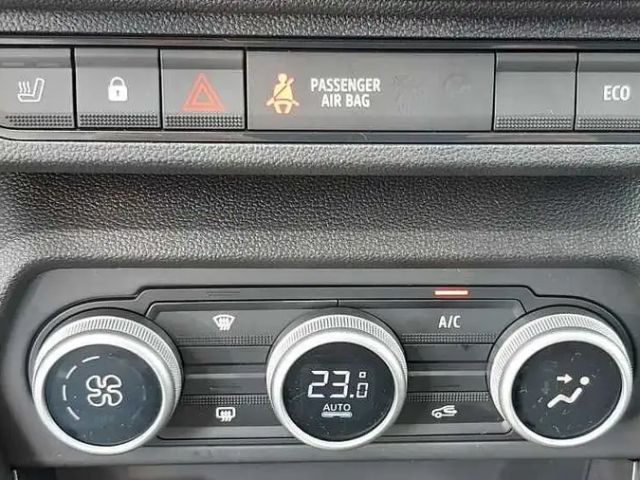 PASSENGER
AIR BAG
ECO
A/C
23.0
AUTO